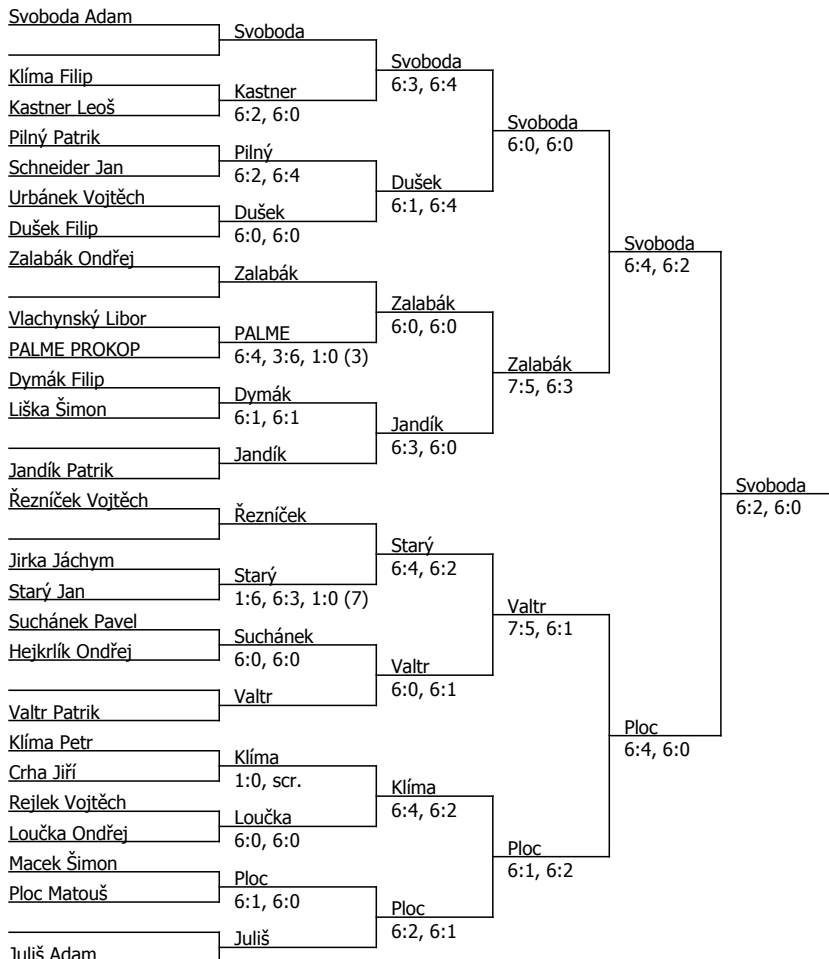 Svoboda Adam
Klíma Filip
Kastner Leoš
Pilný Patrik
Schneider Jan
Urbánek Vojtěch
Dušek Filip
Zalabák Ondřej
Vlachynský Libor
PALME PROKOP
Dymák Filip
Liška Šimon
Jandík Patrik
Řezníček Vojtěch
Jirka Jáchym
Starý Jan
Suchánek Pavel
Hejkrlík Ondřej
Valtr Patrik
Klíma Petr
Crha Jiří
Rejlek Vojtěch
Loučka Ondřej
Macek Šimon
Ploc Matouš
Juliš Adam
Svoboda
Kastner
6:2, 6:0
Pilný
6:2, 6:4
Dušek
6:0, 6:0
Zalabák
PALME
6:4, 3:6, 1:0 (3)
Dymák
6:1, 6:1
Jandík
Řezníček
Starý
1:6, 6:3, 1:0 (7)
Suchánek
6:0, 6:0
Valtr
Klíma
1:0, scr.
Loučka
6:0, 6:0
Ploc
6:1, 6:0
Juliš
Svoboda
6:3, 6:4
Dušek
6:1, 6:4
Zalabák
6:0, 6:0
Jandík
6:3, 6:0
Starý
6:4, 6:2
Valtr
6:0, 6:1
Klíma
6:4, 6:2
Ploc
6:2, 6:1
Svoboda
6:0, 6:0
Zalabák
7:5, 6:3
Valtr
7:5, 6:1
Ploc
6:1, 6:2
Svoboda
6:4, 6:2
Ploc
6:4, 6:0
Svoboda
6:2, 6:0